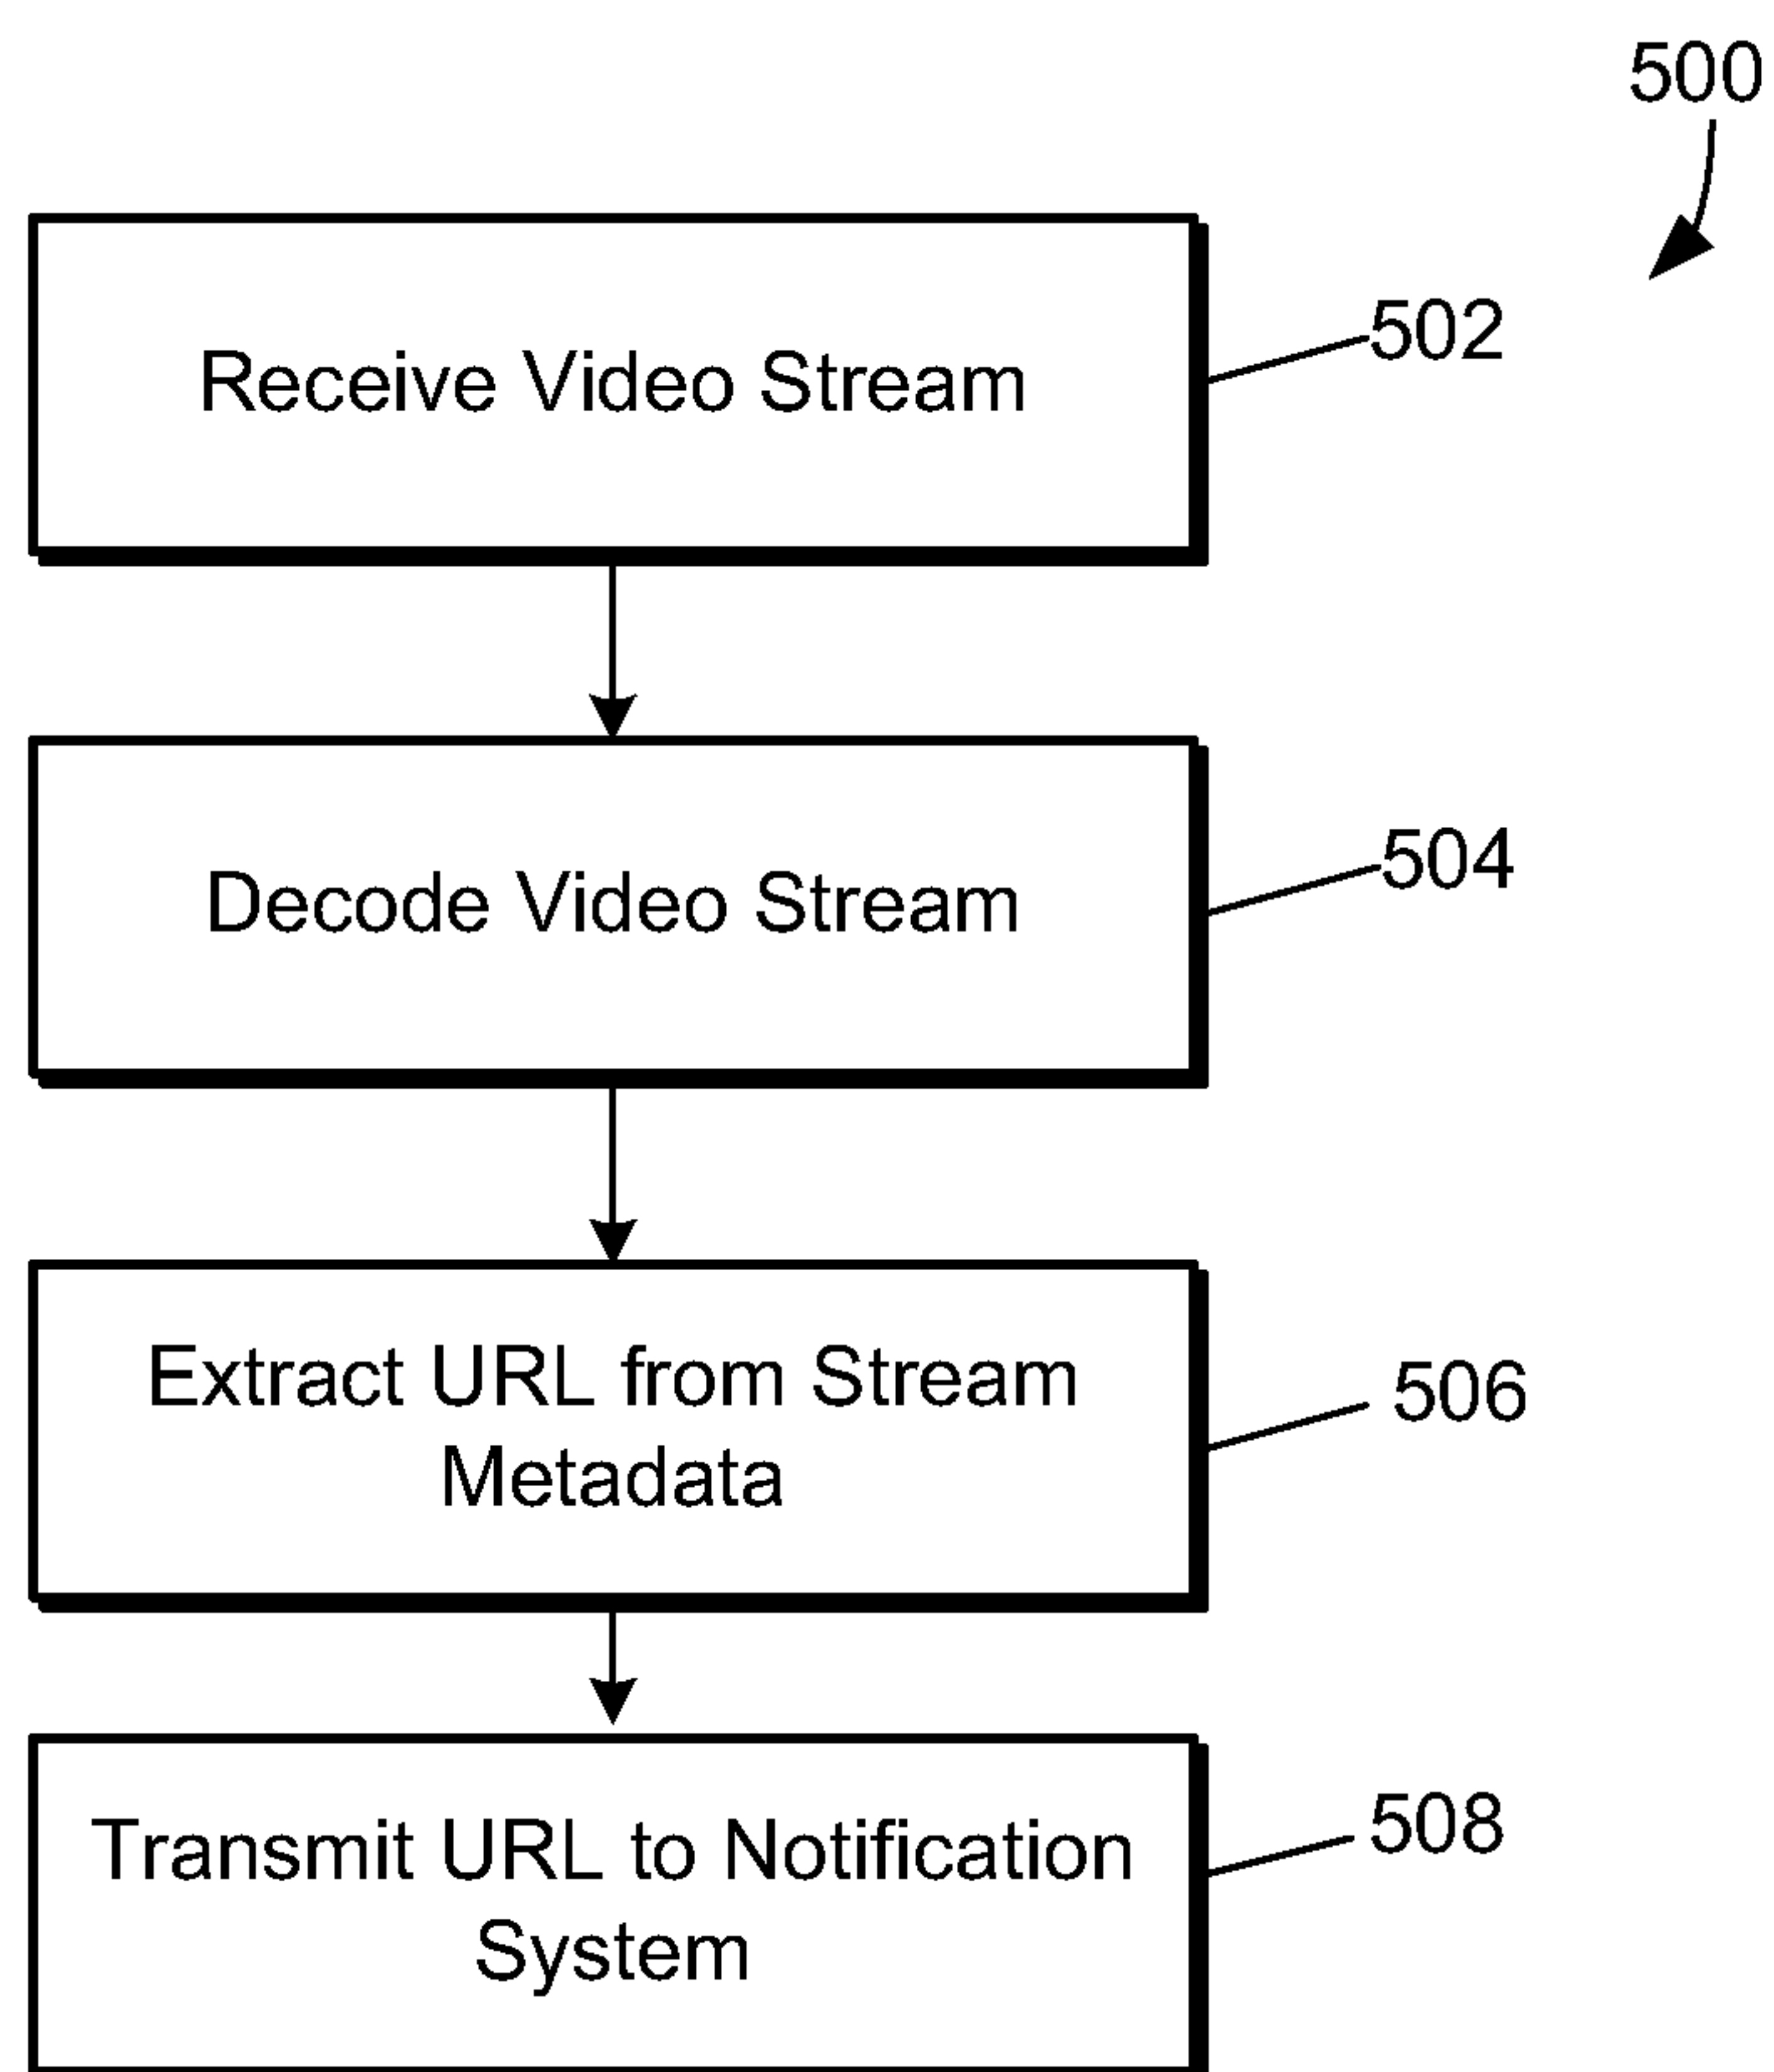 500
Receive Video Stream
502
Decode Video Stream
504
Extract URL from Stream
Metadata
506
Transmit URL to Notification
System
508